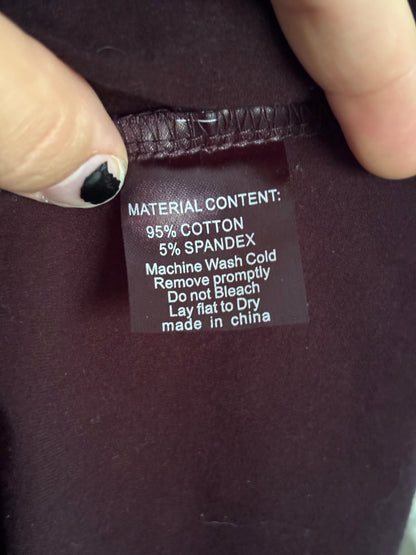 MATERIAL CONTENT:
95% COTTON
5% SPANDEX
Machine Wash Cold
Remove promptly
Do not Bleach
Lay flat to Dry
made in china